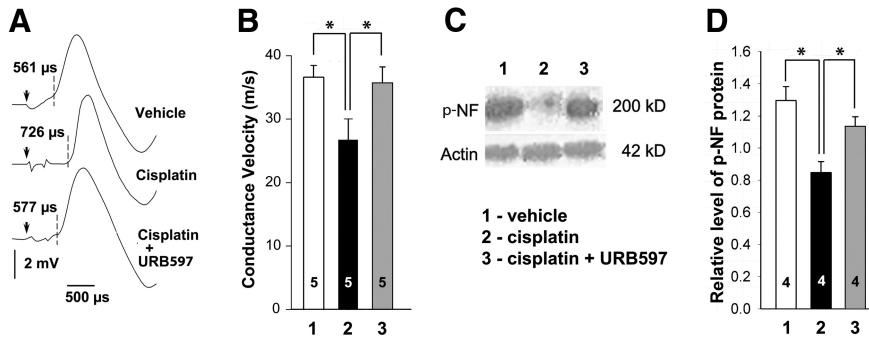 A
561 µs
Vehicle
726 µs
Cisplatin
577 µs
Cisplatin
+
URB597
2 mV
500 µs
B
* *
Conductance Velocity (m/s)
40
30
20
10
0
5 5 5
1 2 3
C
1 2 3
p-NF 200 kD
Actin 42 kD
1 - vehicle
2 - cisplatin
3 - cisplatin + URB597
D
* *
Relative level of p-NF protein
1.6
1.4
1.2
1.0
0.8
0.6
0.4
0.2
0.0
4 4 4
1 2 3